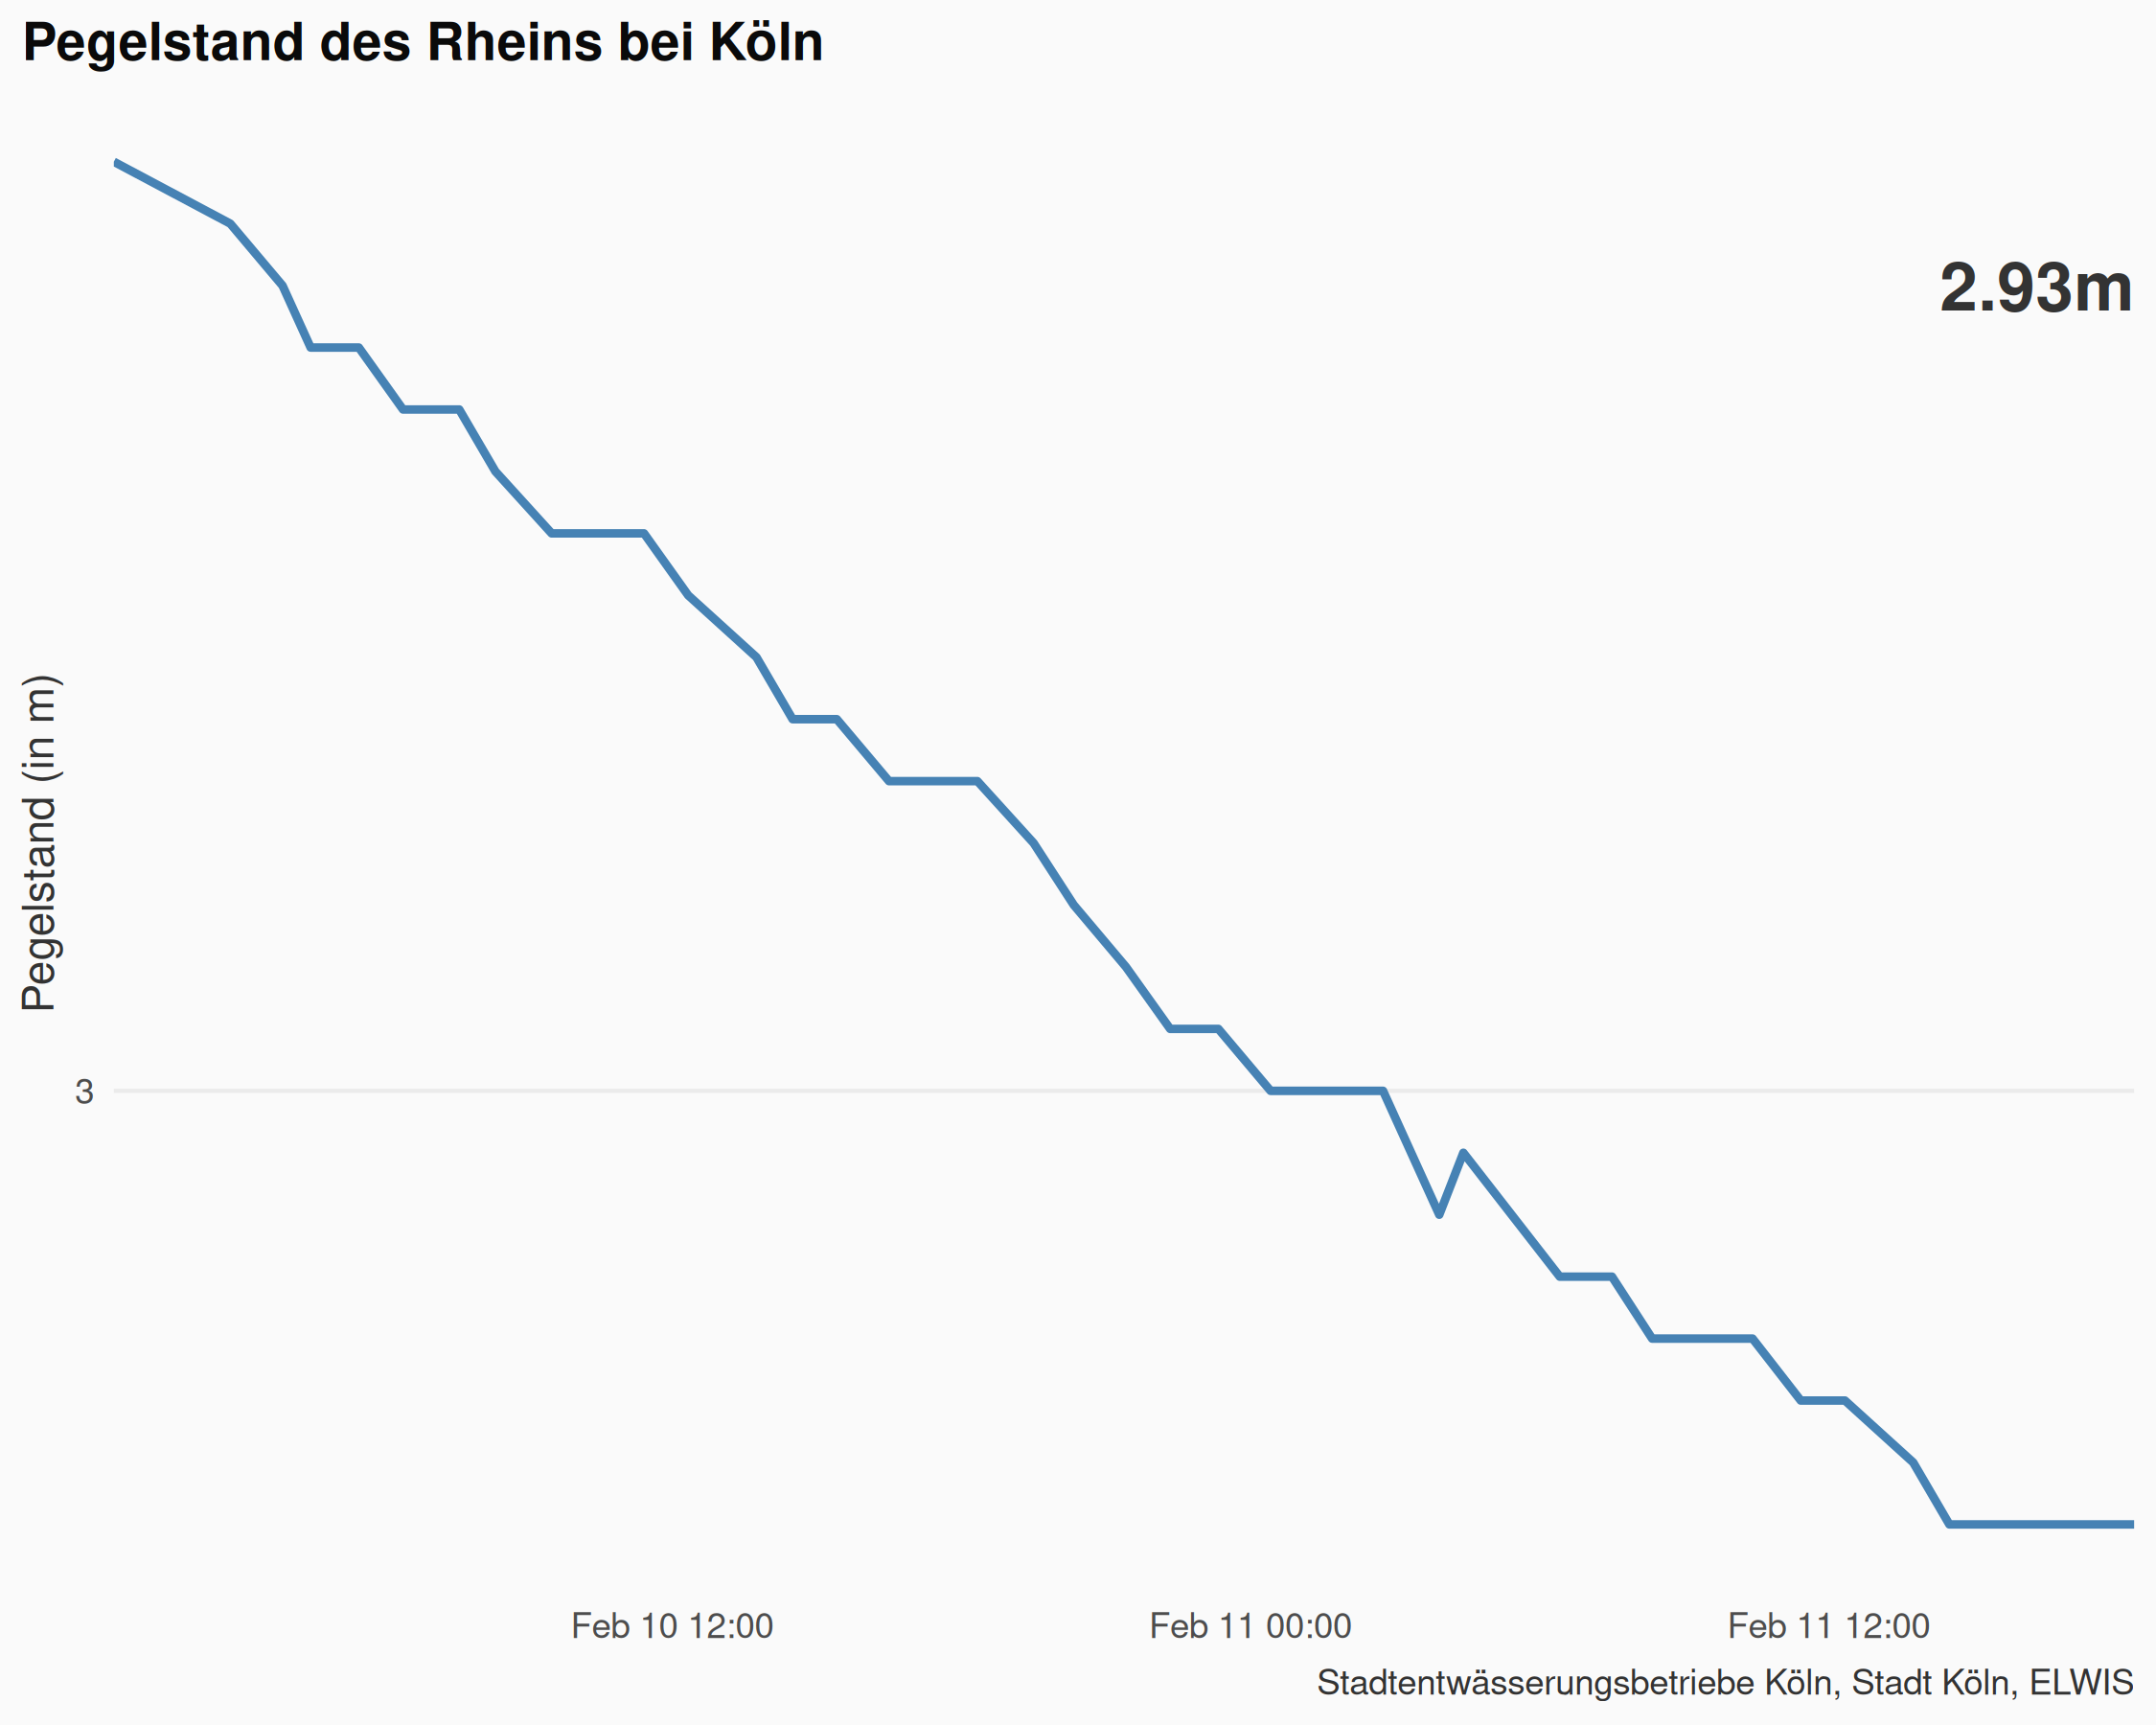 Pegelstand des Rheins bei Köln
2.93m
Pegelstand (in m)
3
Feb 10 12:00
Feb 11 00:00
Feb 11 12:00
Stadtentwässerungsbetriebe Köln, Stadt Köln, ELWIS